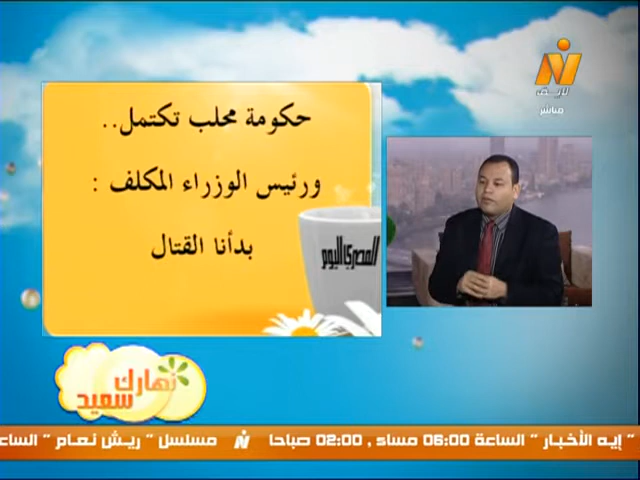 لايف
مباشر
حكومة محلب تكتمل..
ورئيس الوزراء المكلف :
بدأنا القتال
المصري اليوم
نهارك
سعيد
إيه الأخبار " الساعة 06:00 مساء , 02:00 صباحا N مسلسل " ريش نعام " الساعة